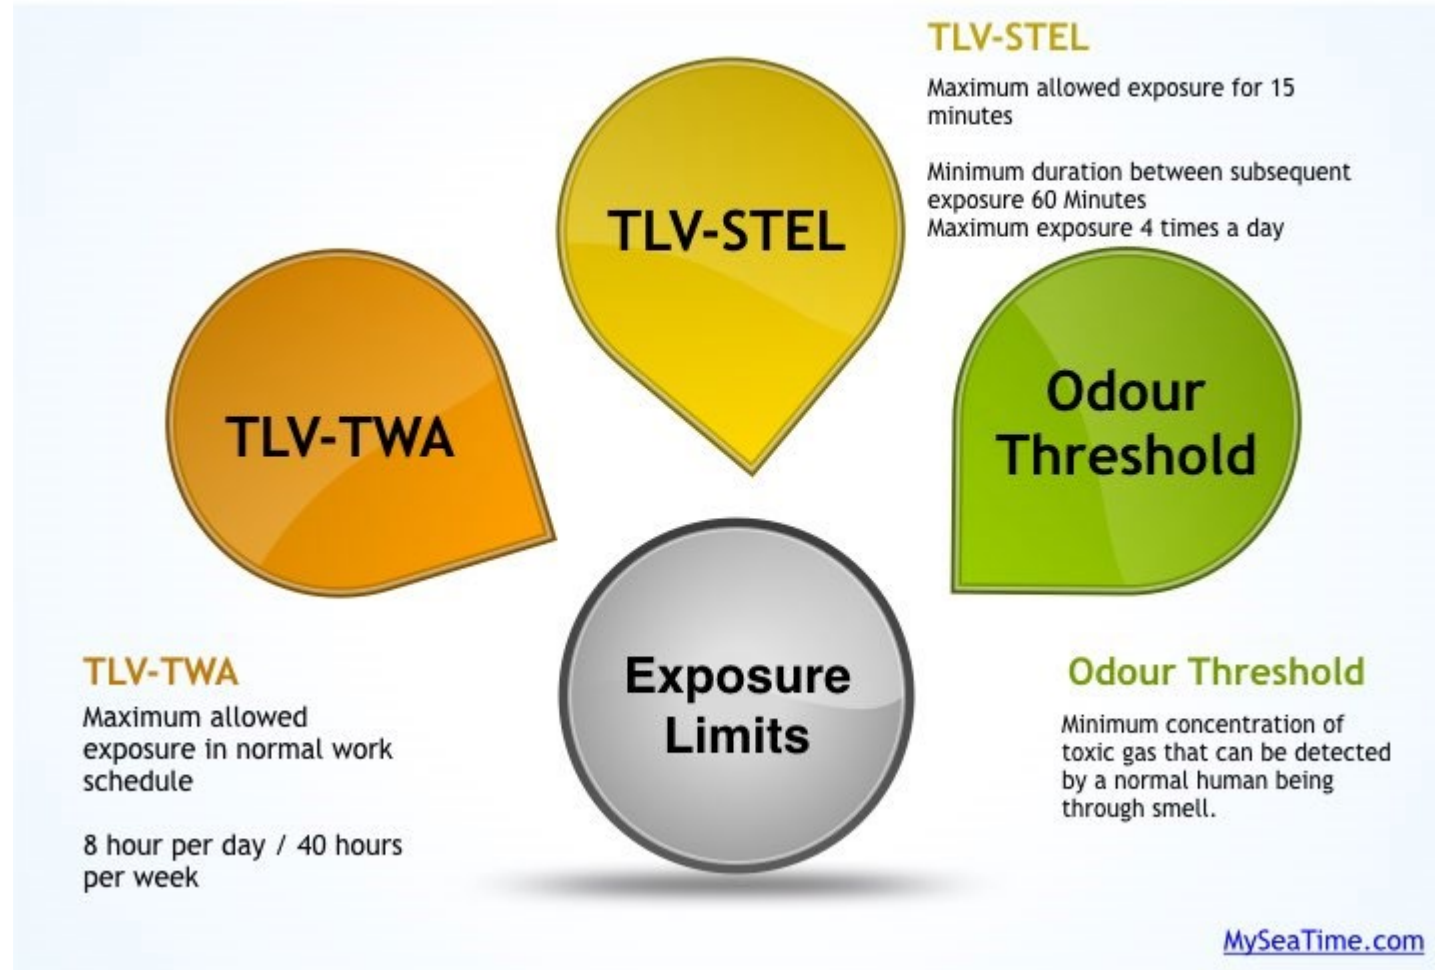 TLV-STEL
Maximum allowed exposure for 15
minutes
Minimum duration between subsequent
exposure 60 Minutes
Maximum exposure 4 times a day
TLV-STEL
TLV-TWA
Odour
Threshold
Exposure
Limits
TLV-TWA
Maximum allowed
exposure in normal work
schedule
8 hour per day / 40 hours
per week
Odour Threshold
Minimum concentration of
toxic gas that can be detected
by a normal human being
through smell.
MySeaTime.com